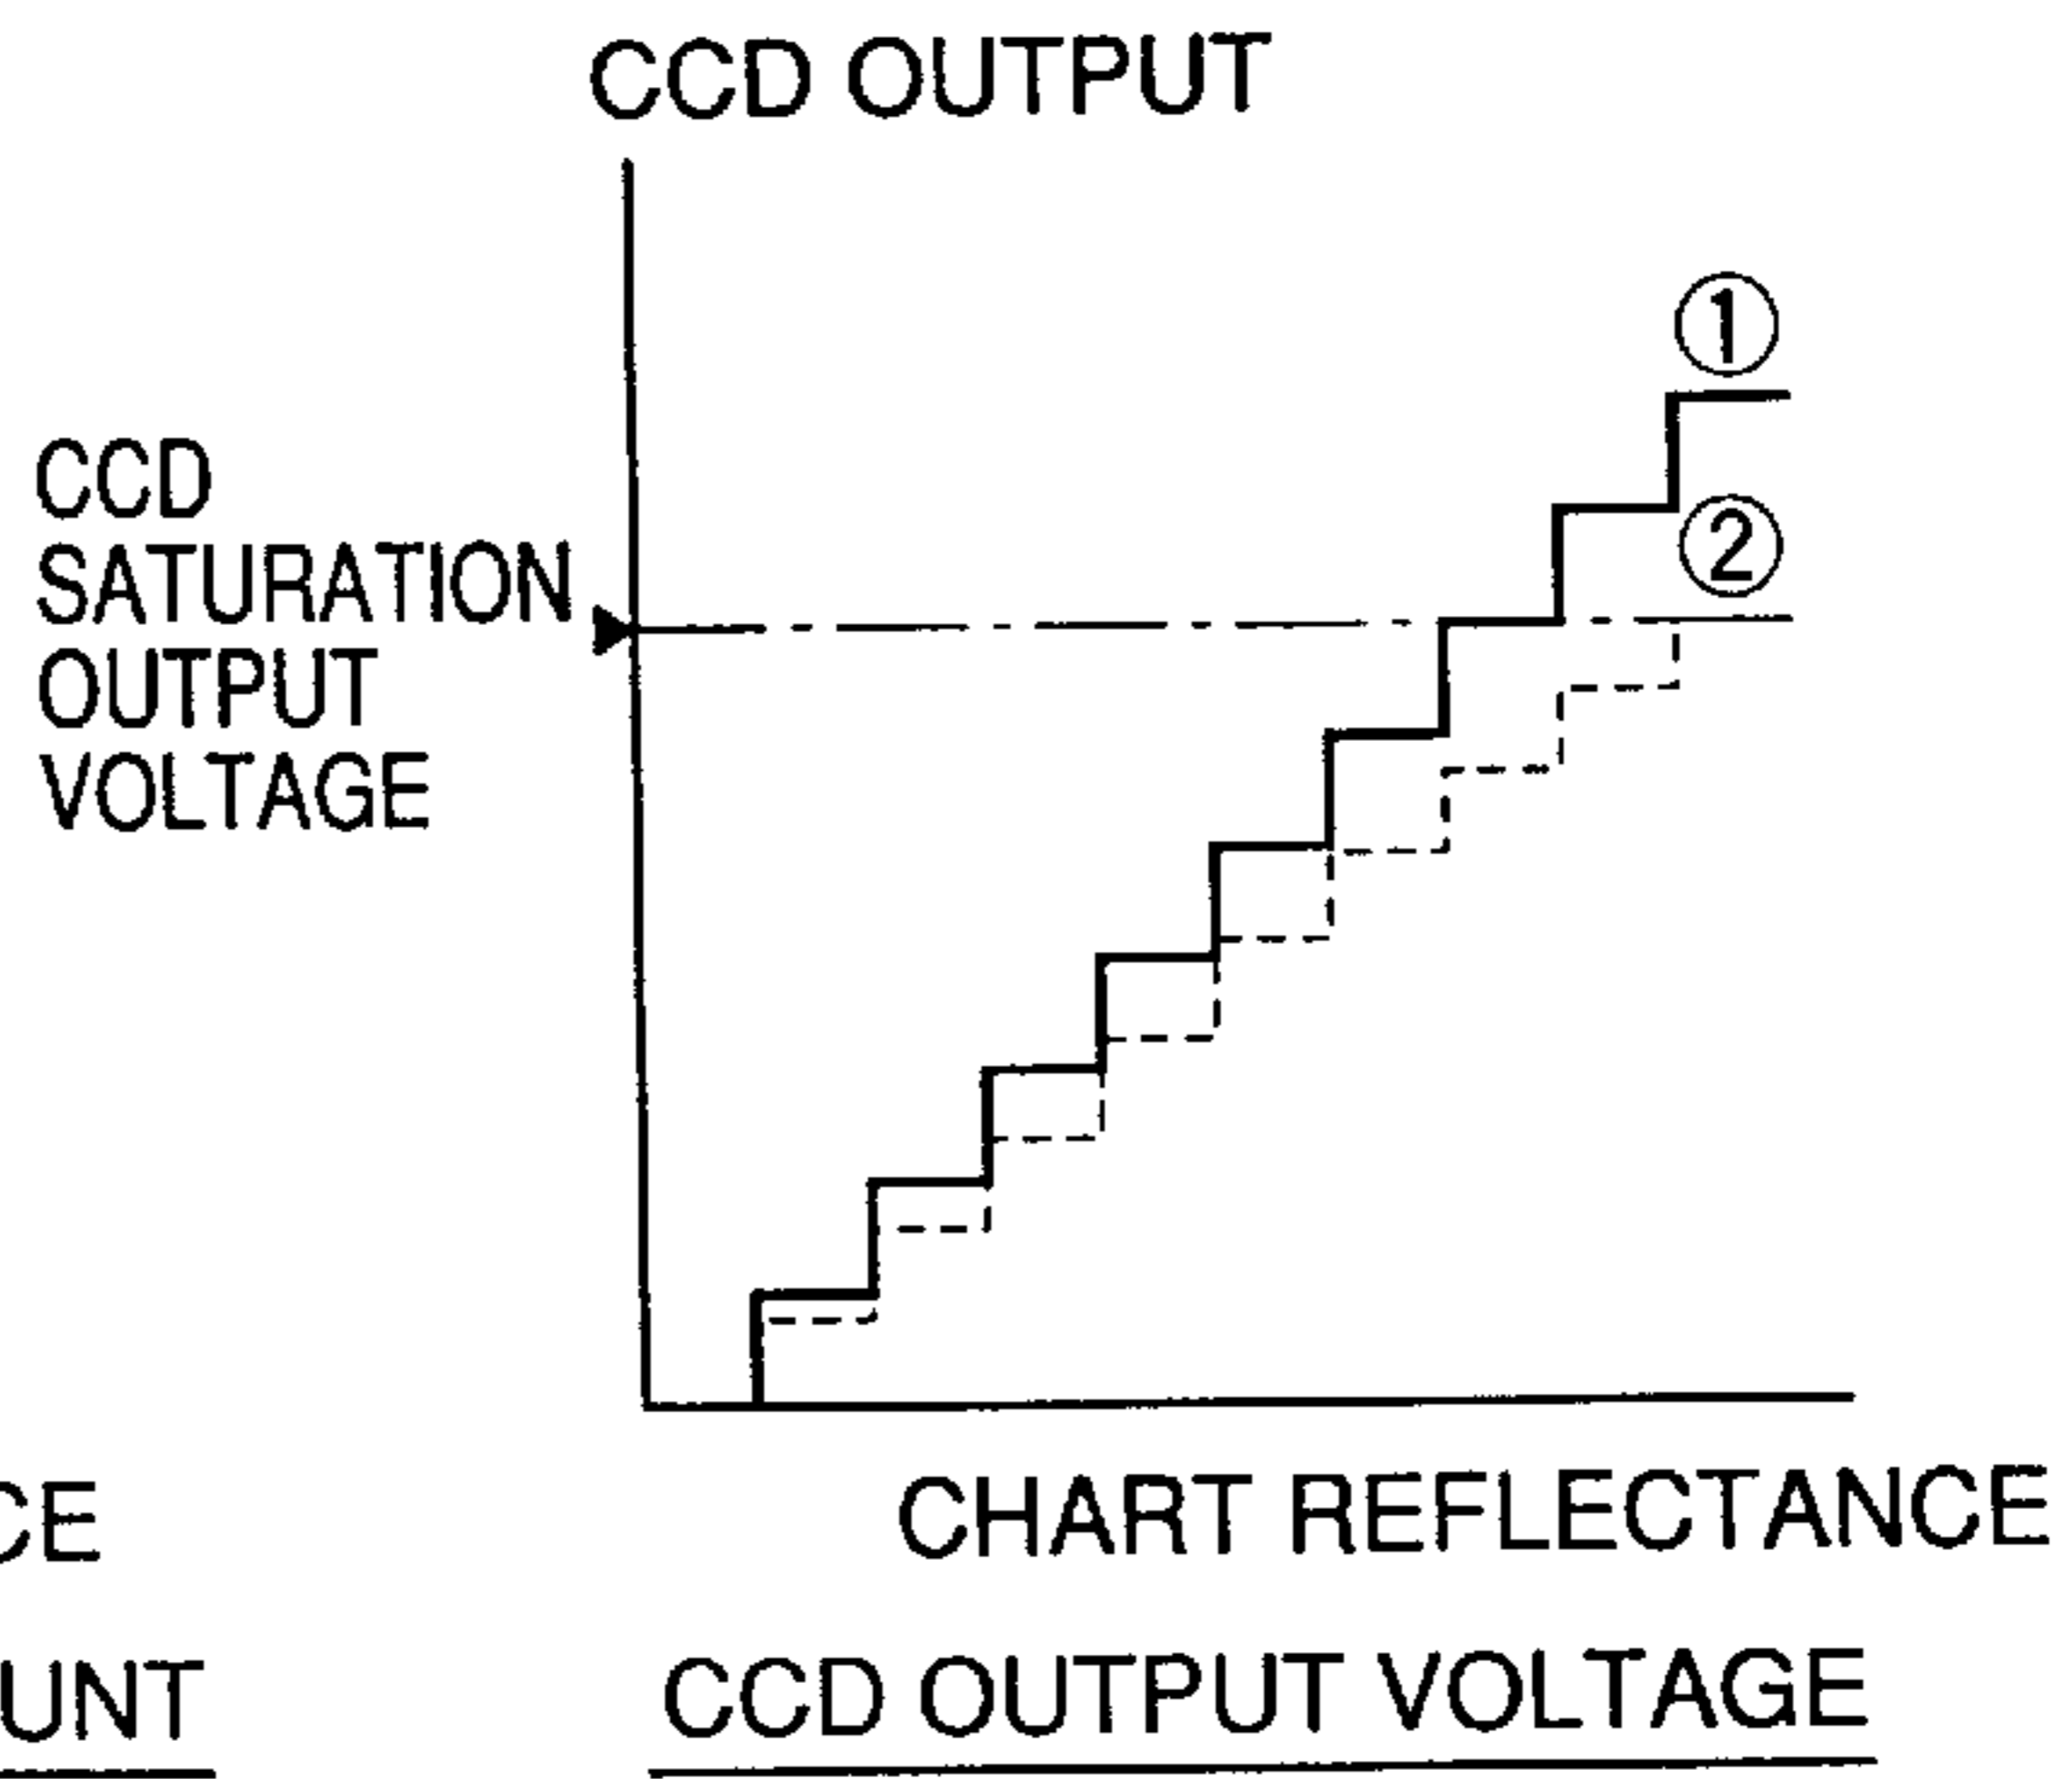 CCD OUTPUT
①
CCD
SATURATION
OUTPUT
VOLTAGE
②
CE
CHART REFLECTANCE
UNT
CCD OUTPUT VOLTAGE